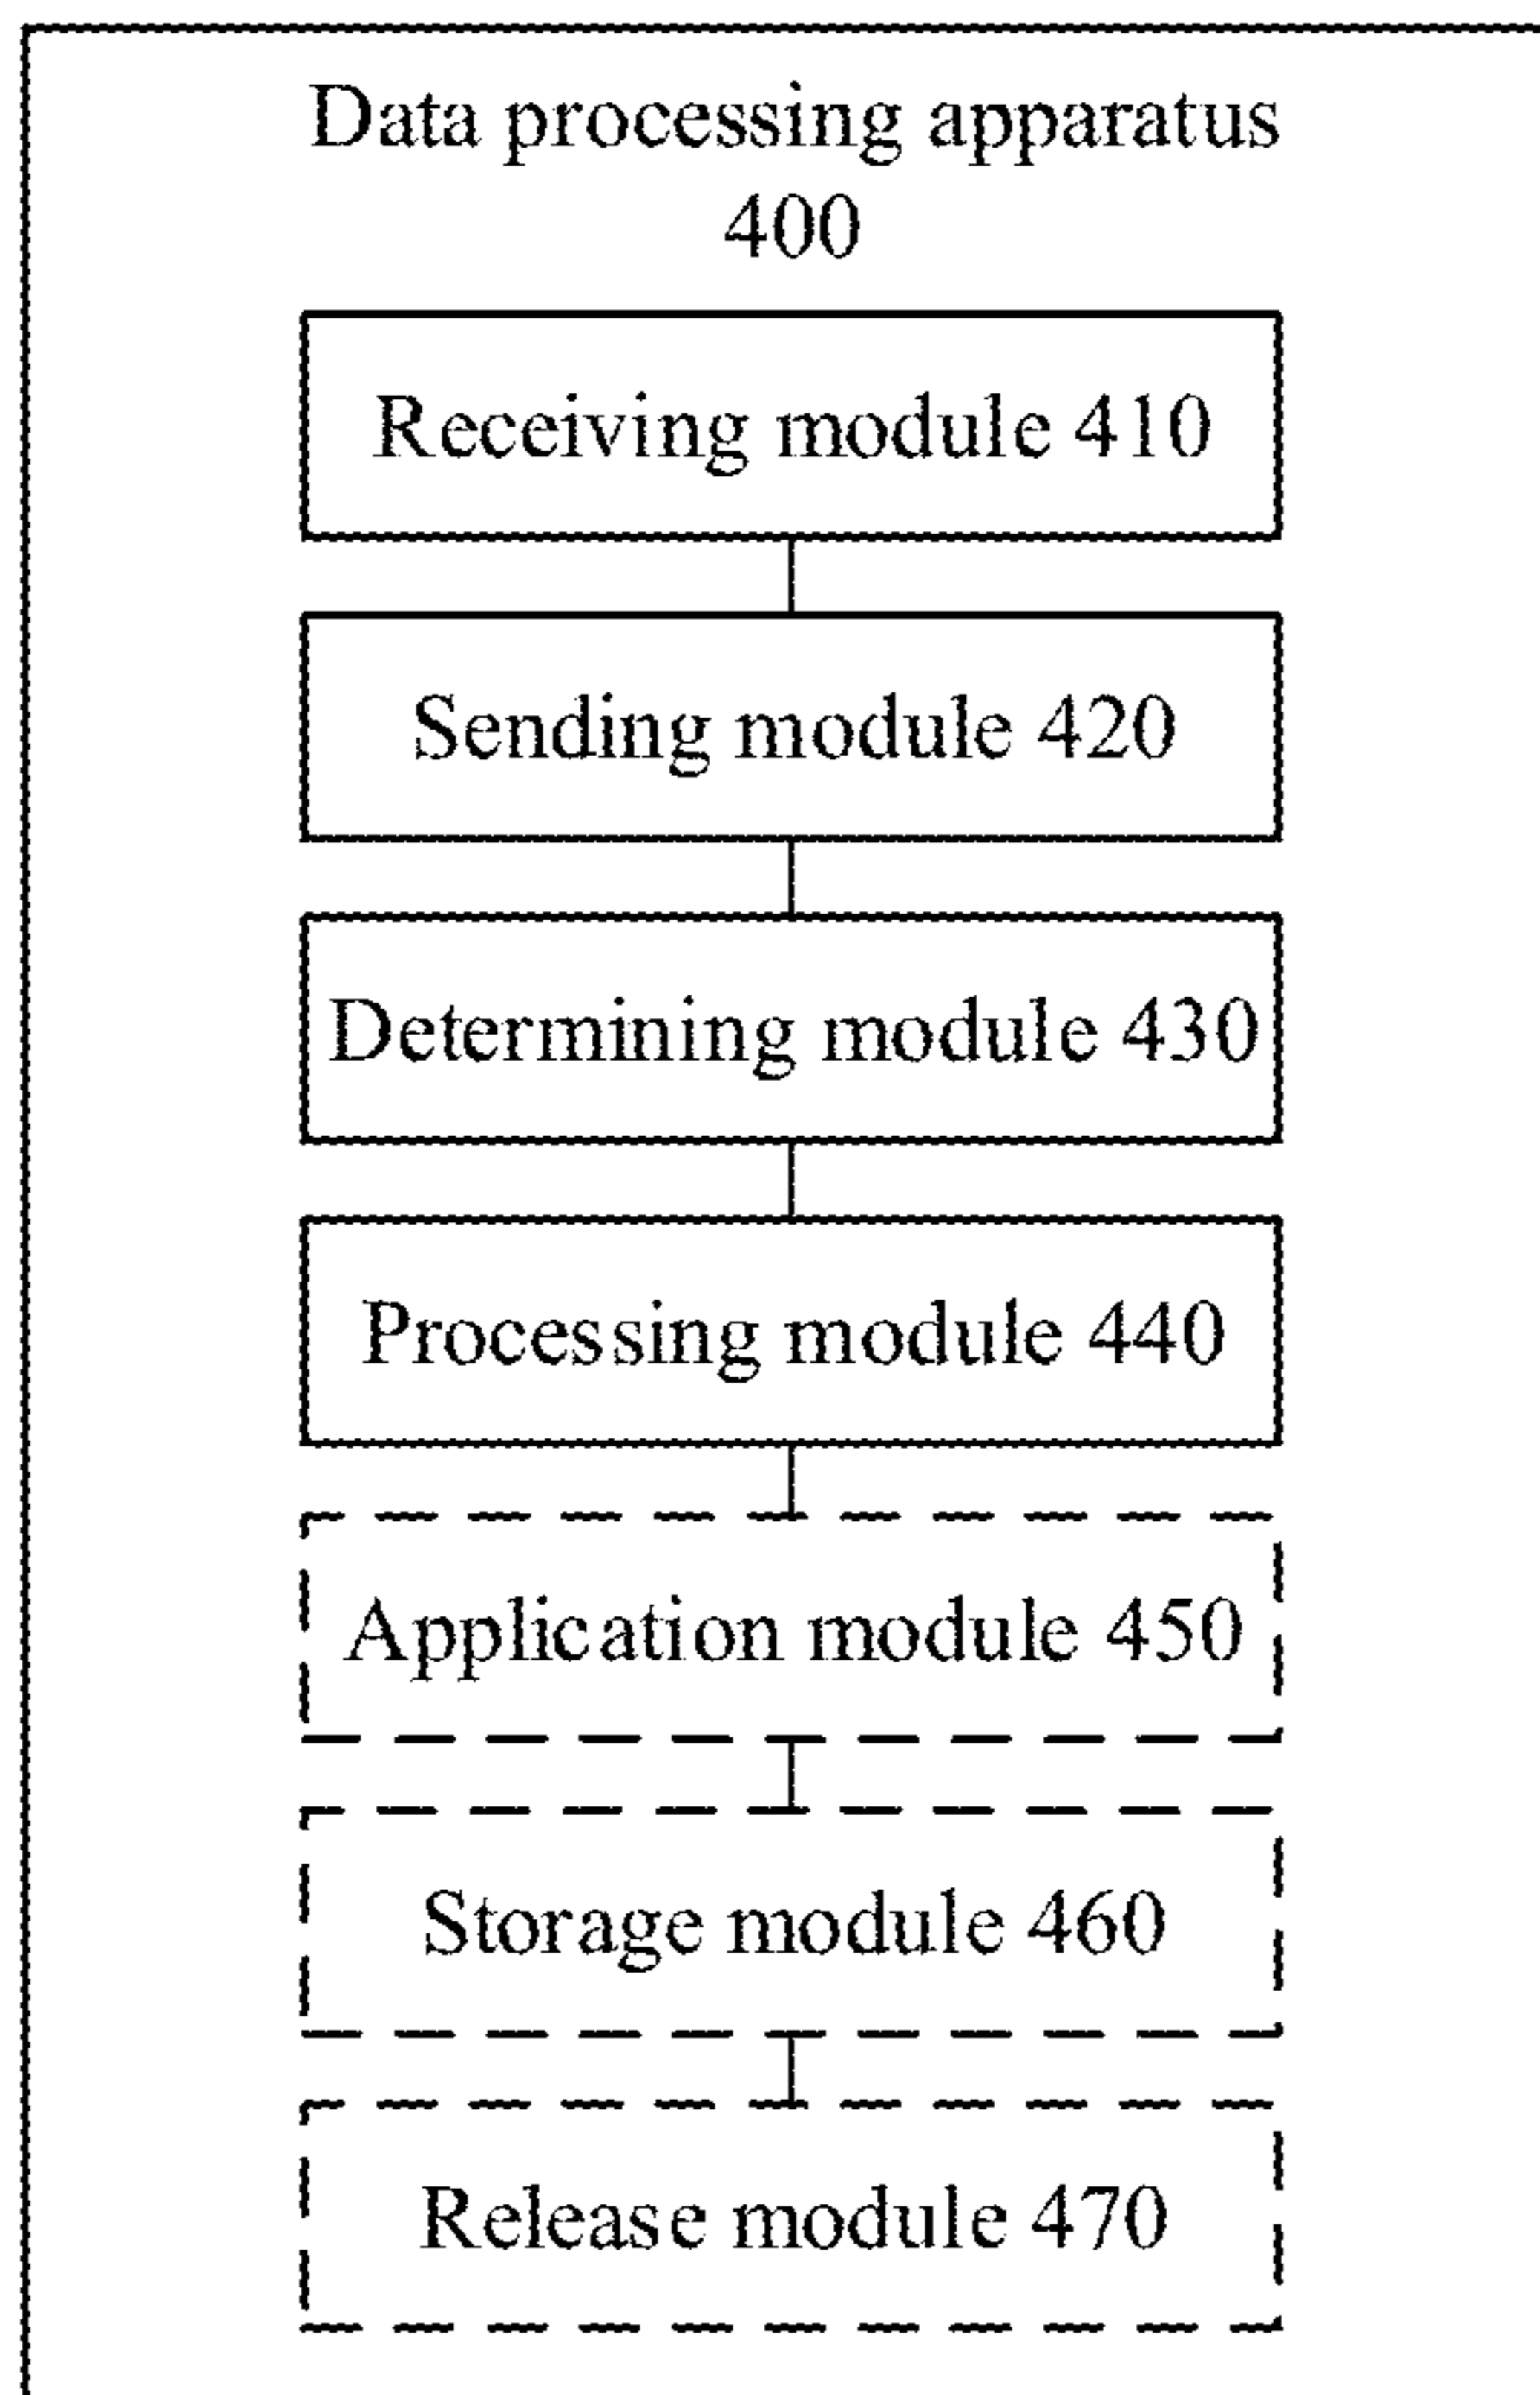 Data processing apparatus
400
Receiving module 410
Sending module 420
Determining module 430
Processing module 440
Application module 450
Storage module 460
Release module 470